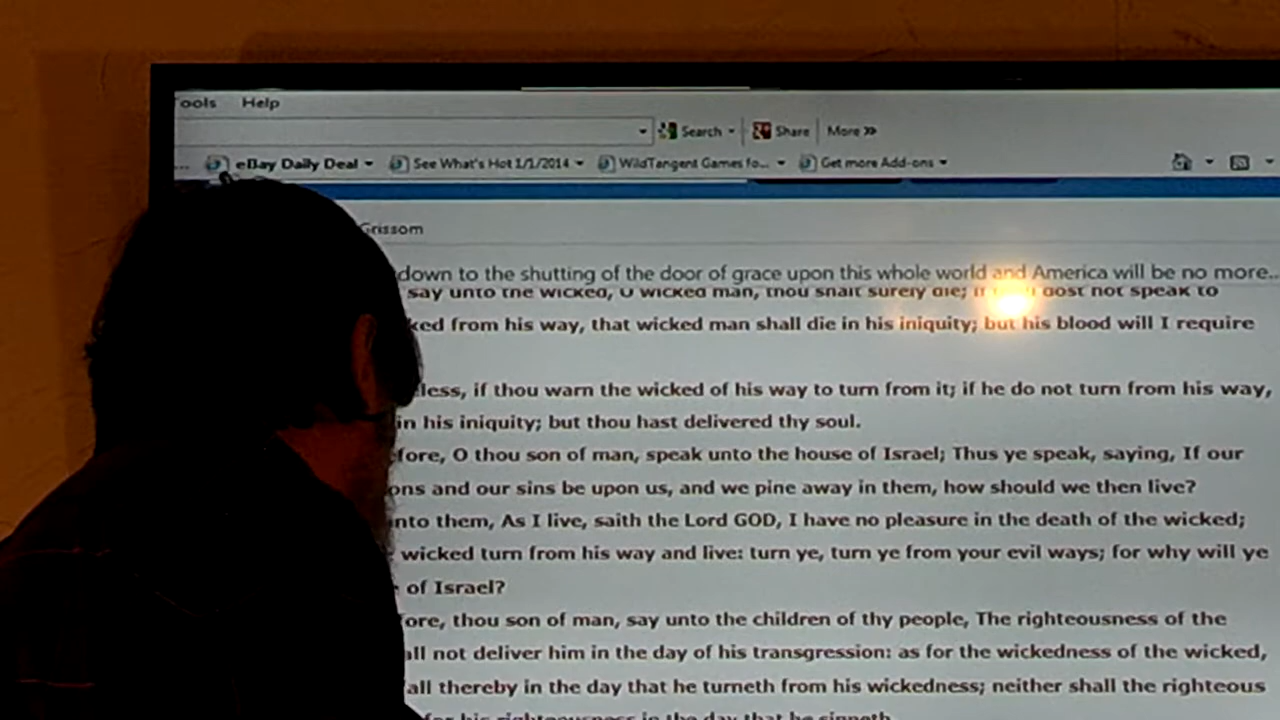 ools Help
Search Share More »
... eBay Daily Deal See What's Hot 1/1/2014 WildTangent Games fo... Get more Add-ons
Grissom
down to the shutting of the door of grace upon this whole world and America will be no more..
say unto the wicked, O wicked man, thou shalt surely die; if dost not speak to
ked from his way, that wicked man shall die in his iniquity; but his blood will I require
less, if thou warn the wicked of his way to turn from it; if he do not turn from his way,
in his iniquity; but thou hast delivered thy soul.
fore, O thou son of man, speak unto the house of Israel; Thus ye speak, saying, If our
ons and our sins be upon us, and we pine away in them, how should we then live?
nto them, As I live, saith the Lord GOD, I have no pleasure in the death of the wicked;
wicked turn from his way and live: turn ye, turn ye from your evil ways; for why will ye
of Israel?
ore, thou son of man, say unto the children of thy people, The righteousness of the
all not deliver him in the day of his transgression: as for the wickedness of the wicked,
all thereby in the day that he turneth from his wickedness; neither shall the righteous
for his righteousness in the day that he sinneth.